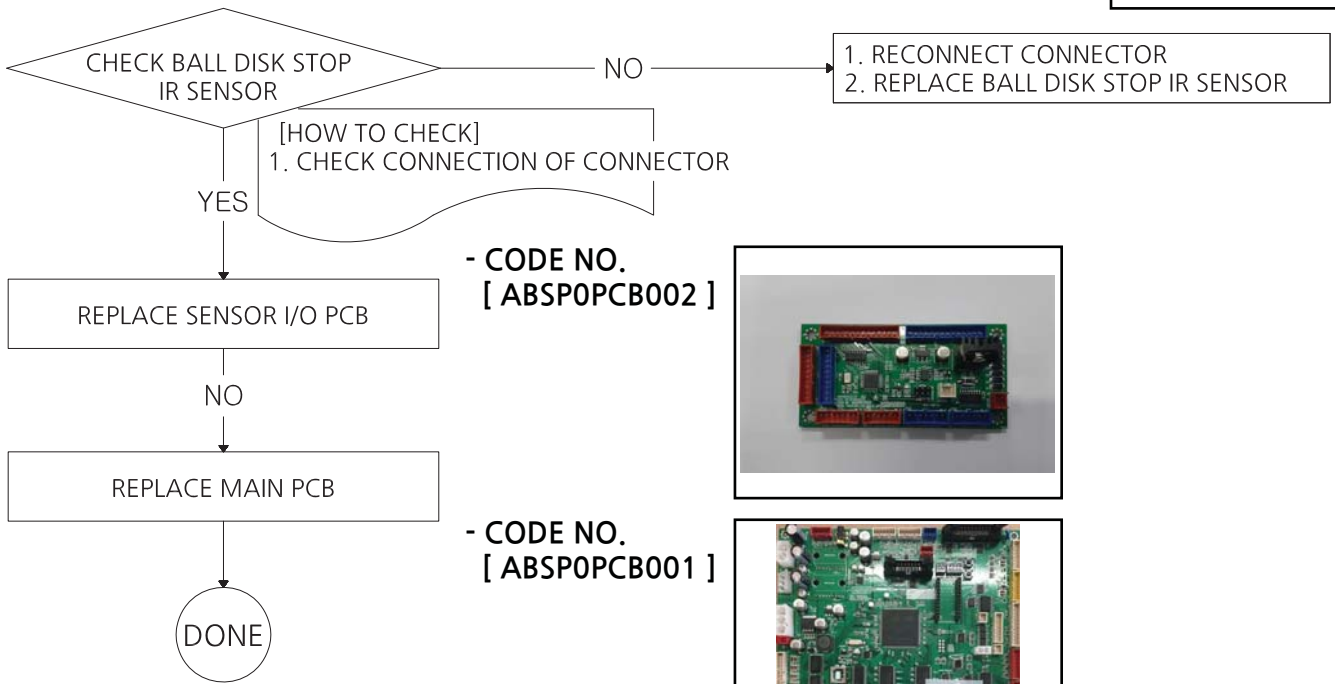 CHECK BALL DISK STOP
IR SENSOR
NO
1. RECONNECT CONNECTOR
2. REPLACE BALL DISK STOP IR SENSOR
[HOW TO CHECK]
1. CHECK CONNECTION OF CONNECTOR
YES
- CODE NO.
[ ABSP0PCB002 ]
REPLACE SENSOR I/O PCB
NO
REPLACE MAIN PCB
- CODE NO.
[ ABSP0PCB001 ]
DONE